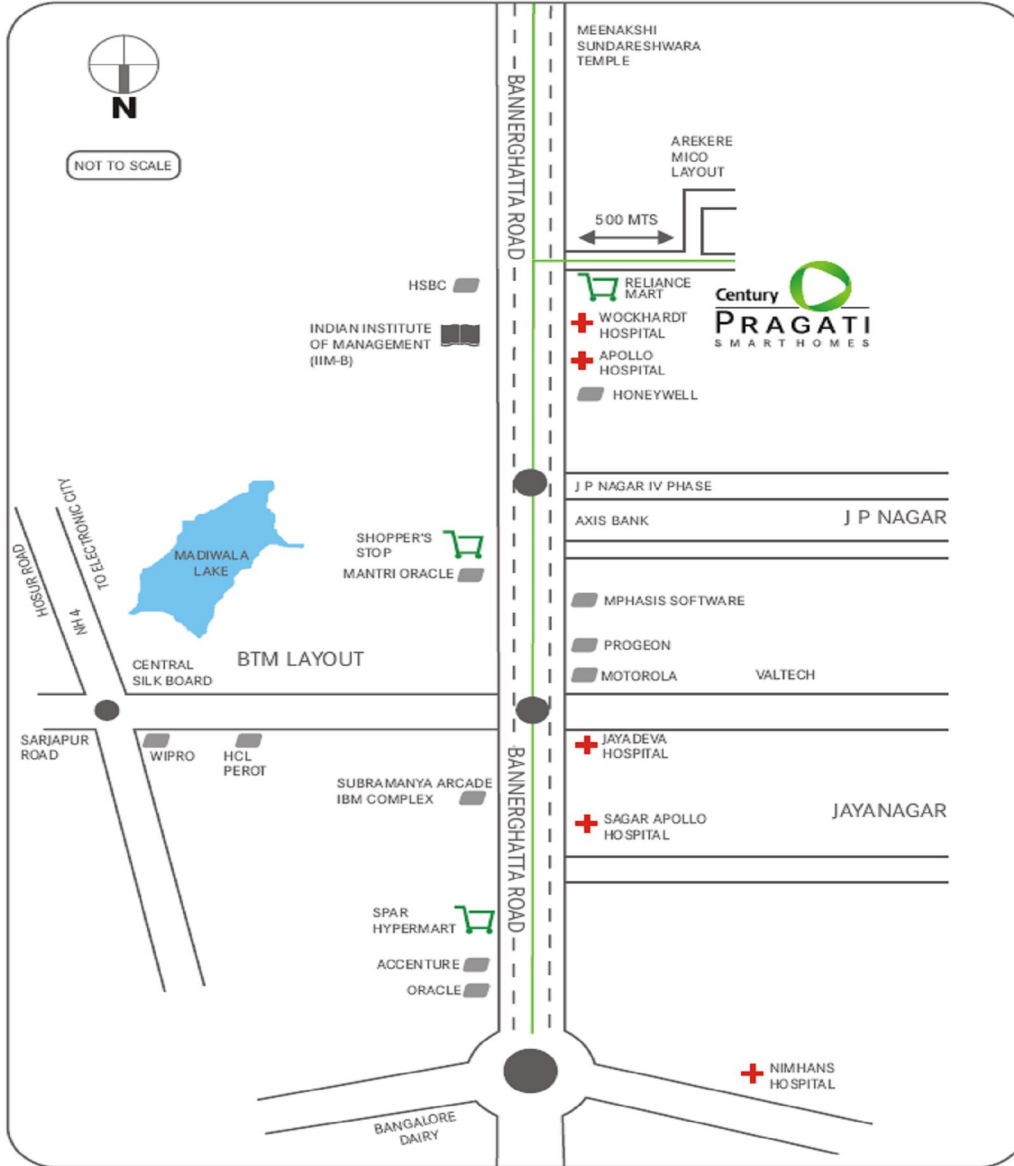 MEENAKSHI
SUNDARESHWARA
TEMPLE
BANNERGHATTA ROAD
N
NOT TO SCALE
AREKERE
MICO
LAYOUT
500 MTS
HSBC
RELIANCE
MART
Century
PRAGATI
SMART HOMES
INDIAN INSTITUTE
OF MANAGEMENT
(IIM-B)
WOCKHARDT
HOSPITAL
APOLLO
HOSPITAL
HONEYWELL
J P NAGAR IV PHASE
AXIS BANK
J P NAGAR
HOSUR ROAD
NH 4
TO ELECTRONIC CITY
MADIWALA
LAKE
SHOPPER'S
STOP
MANTRI ORACLE
MPHASIS SOFTWARE
PROGEON
MOTOROLA
VALTECH
BTM LAYOUT
CENTRAL
SILK BOARD
SARJAPUR
ROAD
WIPRO
HCL
PEROT
JAYADEVA
HOSPITAL
SUBRAMANYA ARCADE
IBM COMPLEX
BANNERGHATTA ROAD
SAGAR APOLLO
HOSPITAL
JAYANAGAR
SPAR
HYPERMART
ACCENTURE
ORACLE
NIMHANS
HOSPITAL
BANGALORE
DAIRY